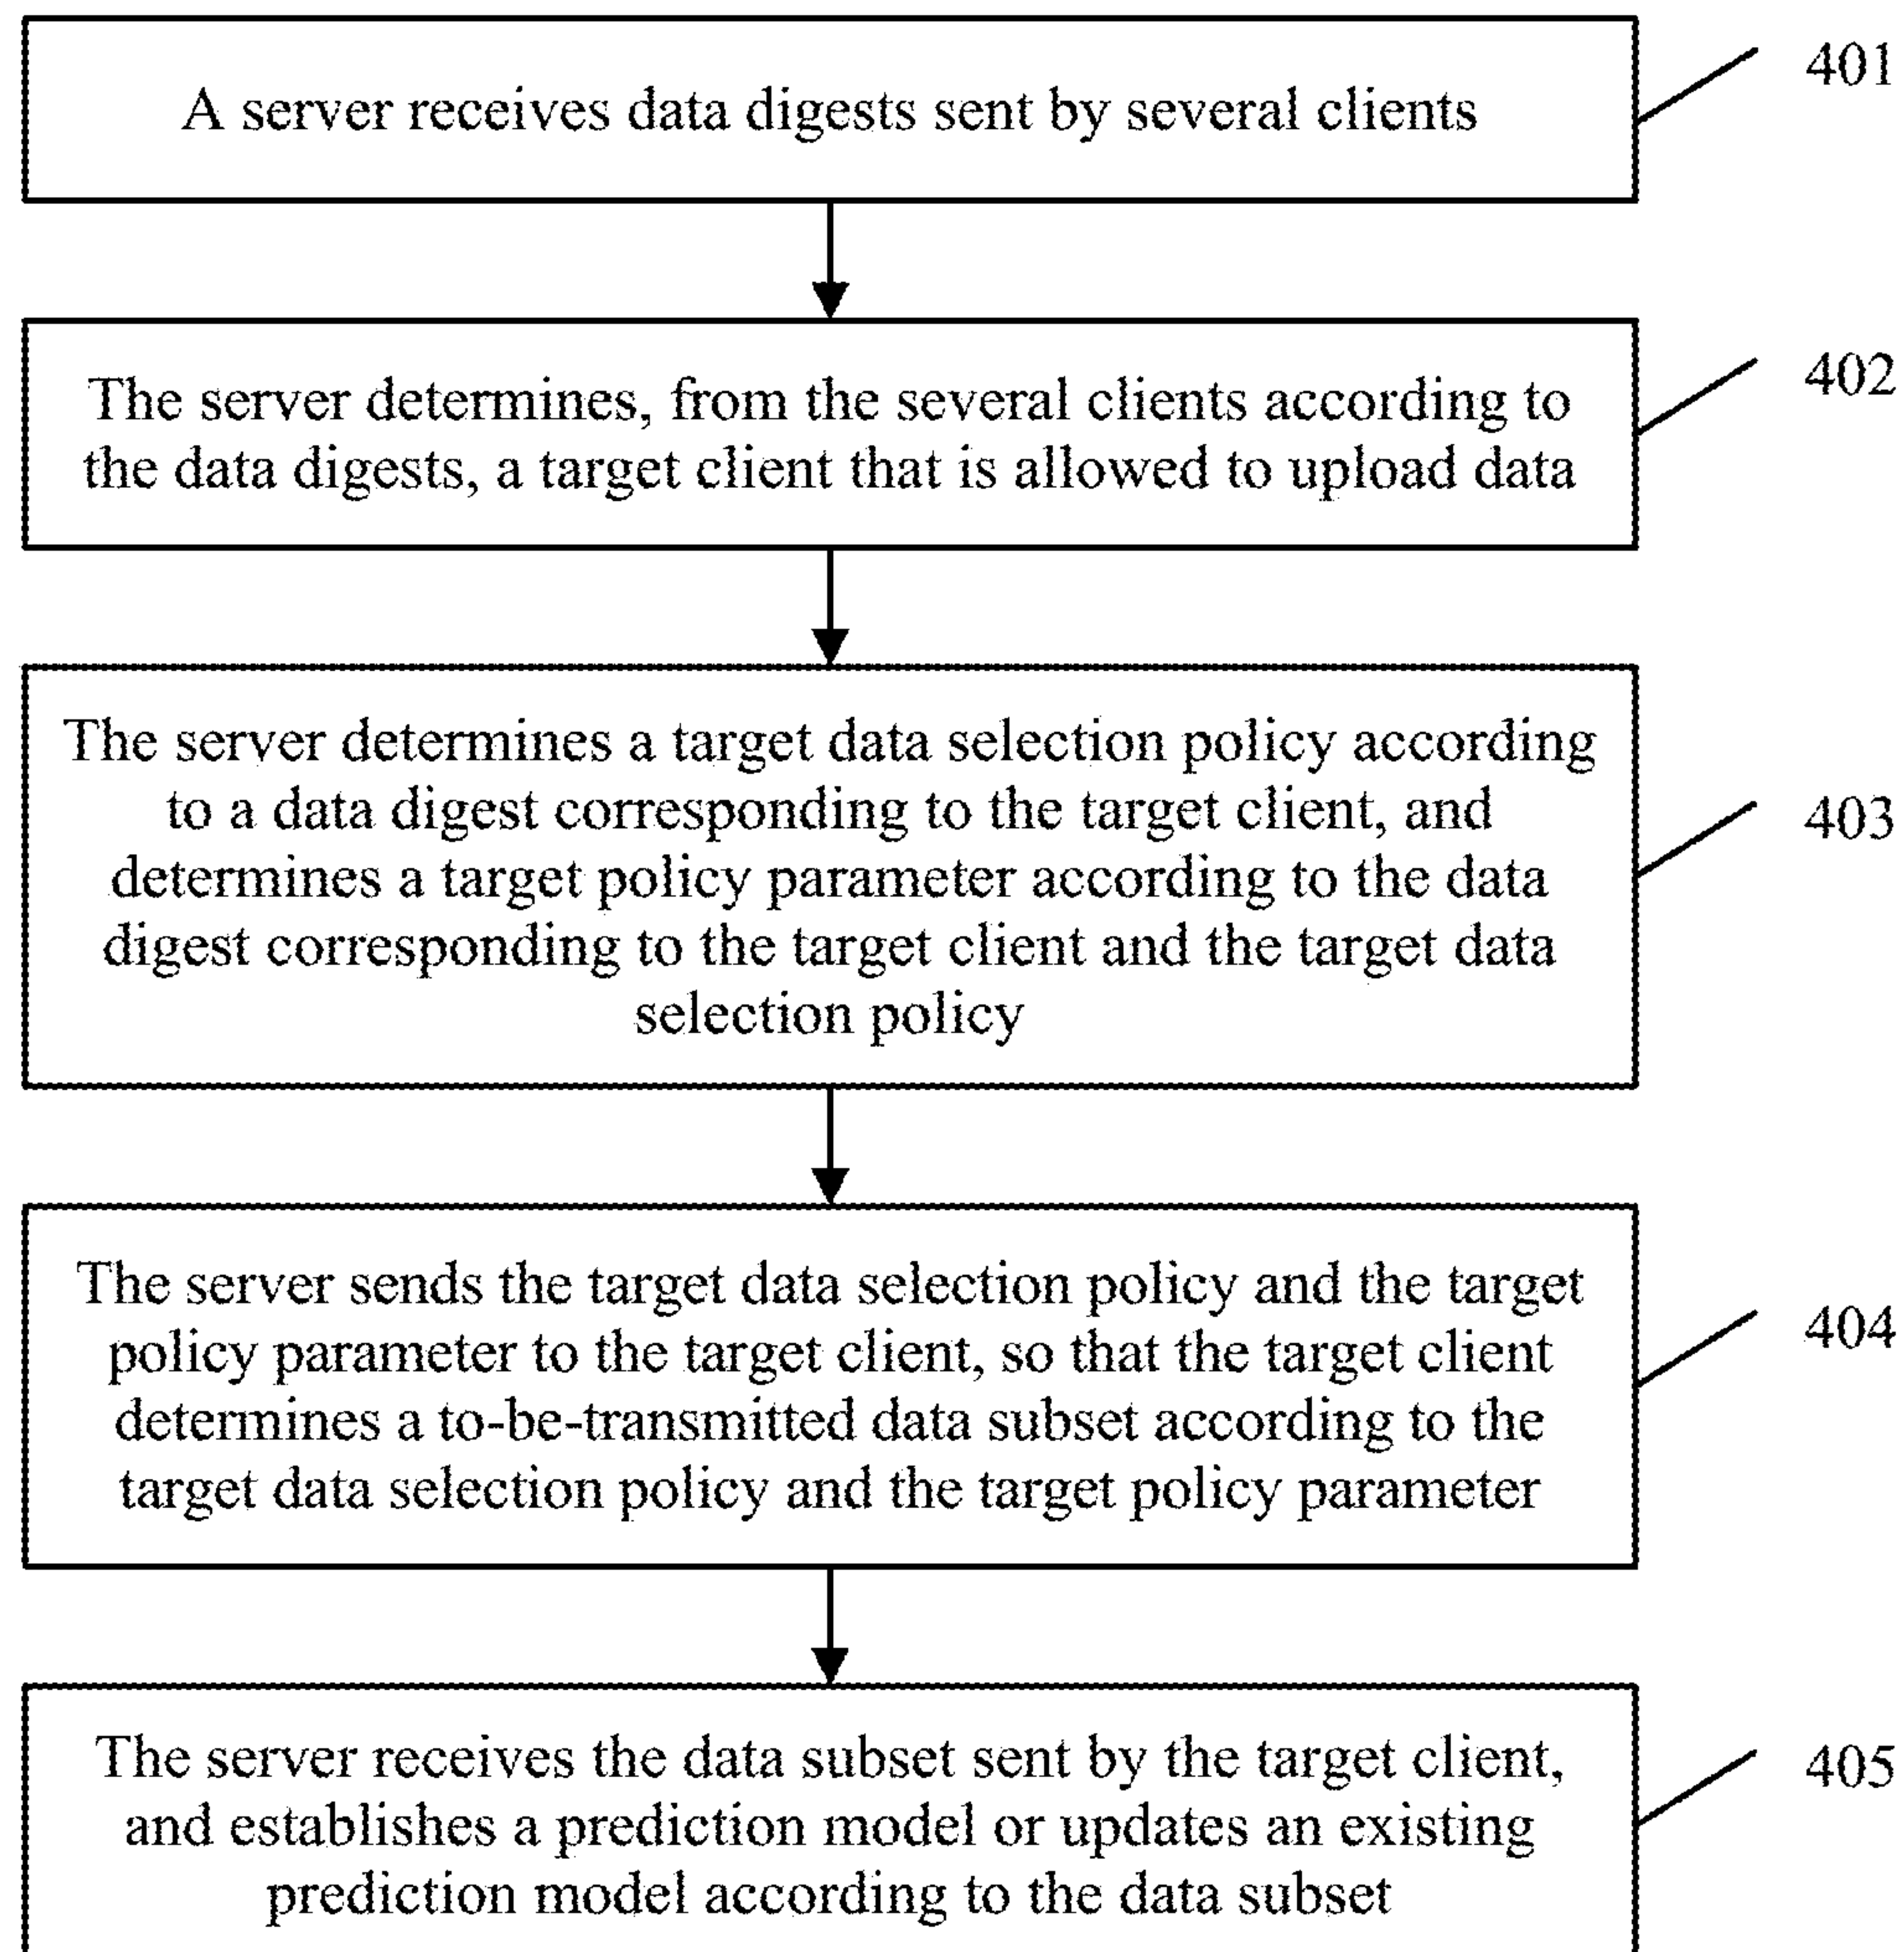 A server receives data digests sent by several clients
401
The server determines, from the several clients according to
the data digests, a target client that is allowed to upload data
402
The server determines a target data selection policy according
to a data digest corresponding to the target client, and
determines a target policy parameter according to the data
digest corresponding to the target client and the target data
selection policy
403
The server sends the target data selection policy and the target
policy parameter to the target client, so that the target client
determines a to-be-transmitted data subset according to the
target data selection policy and the target policy parameter
404
The server receives the data subset sent by the target client,
and establishes a prediction model or updates an existing
prediction model according to the data subset
405